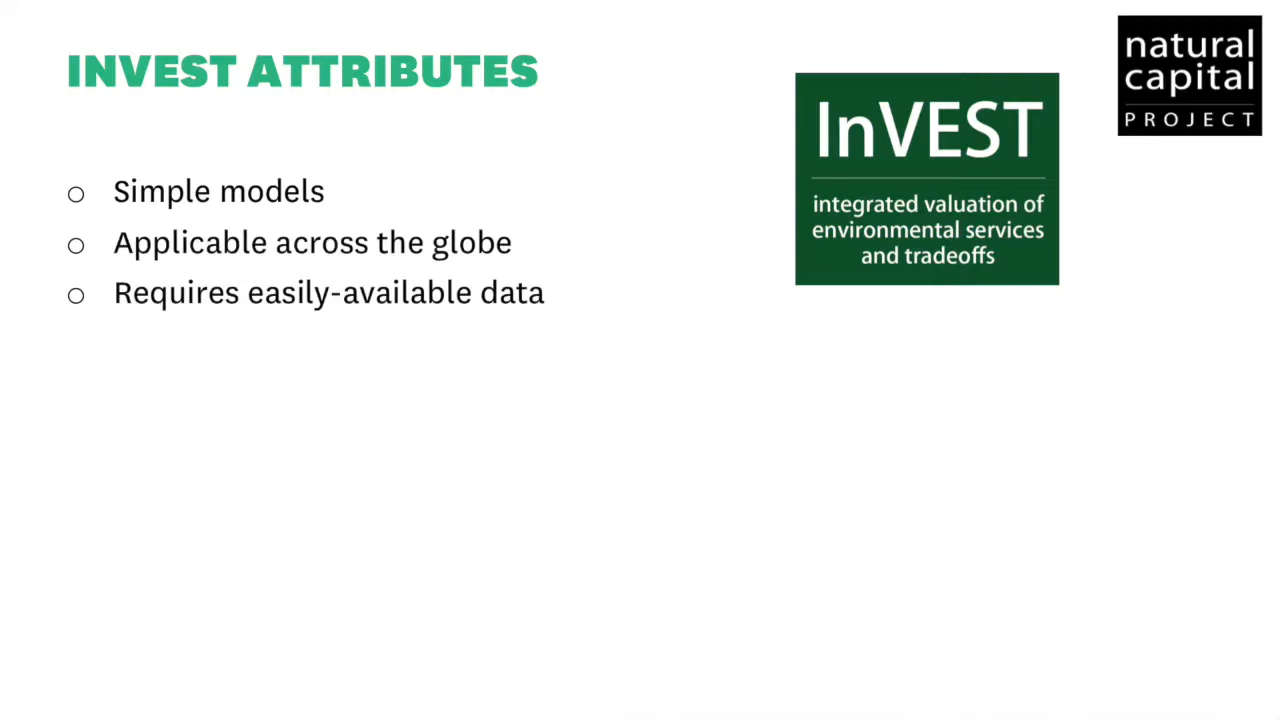 INVEST ATTRIBUTES
natural
capital
PROJECT
InVEST
integrated valuation of
environmental services
and tradeoffs
○ Simple models
○ Applicable across the globe
○ Requires easily-available data